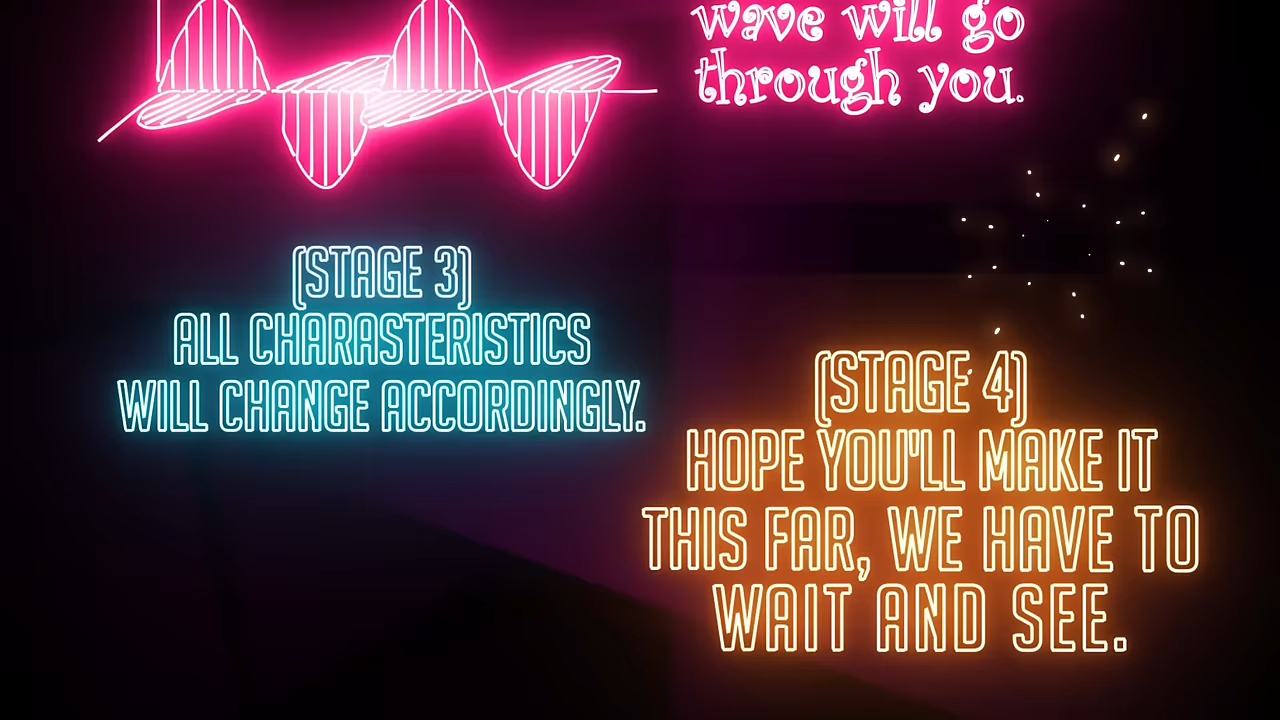 wave will go
through you.
(STAGE 3)
ALL CHARASTERISTICS
WILL CHANGE ACCORDINGLY.
(STAGE 4)
HOPE YOU'LL MAKE IT
THIS FAR, WE HAVE TO
WAIT AND SEE.